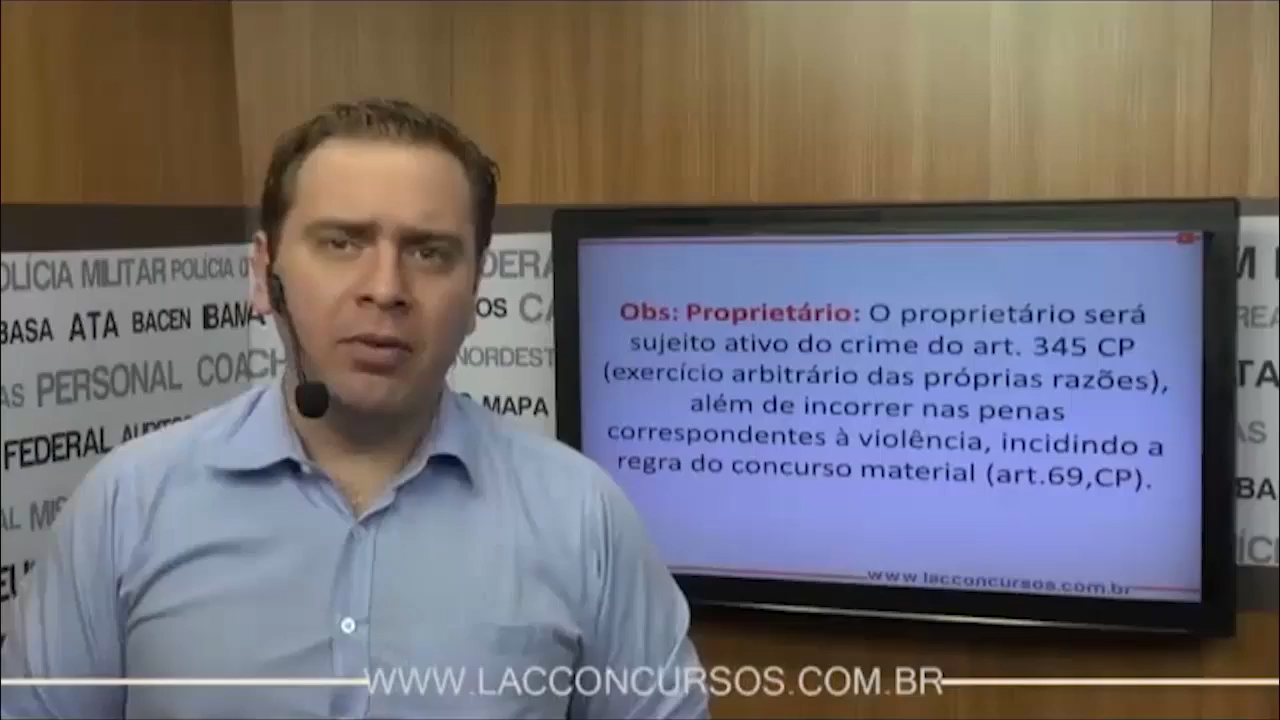 POLÍCIA MILITAR POLÍCIA
BASA ATA BACEN IBAMA
PERSONAL COACH
FEDERAL
NORDEST
MAPA
Obs: Proprietário: O proprietário será
sujeito ativo do crime do art. 345 CP
(exercício arbitrário das próprias razões),
além de incorrer nas penas
correspondentes à violência, incidindo a
regra do concurso material (art.69,CP).
www.lacconcursos.com.br
WWW.LACCONCURSOS.COM.BR